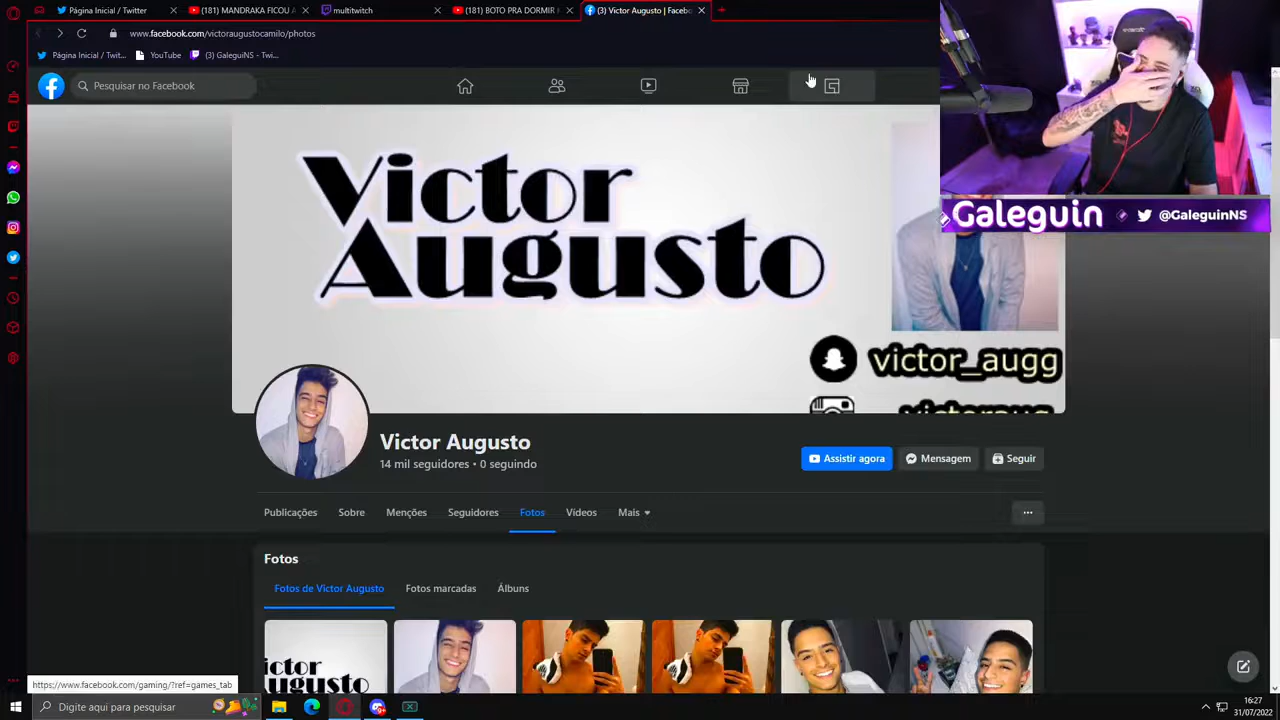 Página Inicial / Twitter
(181) MANDRAKA FICOU A
multitwitch
(181) BOTO PRA DORMIR
(3) Victor Augusto | Facebo
www.facebook.com/victoraugustocamilo/photos
Página Inicial / Twitt...
YouTube
(3) GaleguiNS - Twi...
Pesquisar no Facebook
Victor
Augusto
victor_augg
Galeguin
@GaleguinNS
Victor Augusto
14 mil seguidores • 0 seguindo
Assistir agora
Mensagem
Seguir
Publicações
Sobre
Menções
Seguidores
Fotos
Vídeos
Mais
Fotos
Fotos de Victor Augusto
Fotos marcadas
Álbuns
ictor
ugusto
https://www.facebook.com/gaming/?ref=games_tab
Digite aqui para pesquisar
16:27
31/07/2022